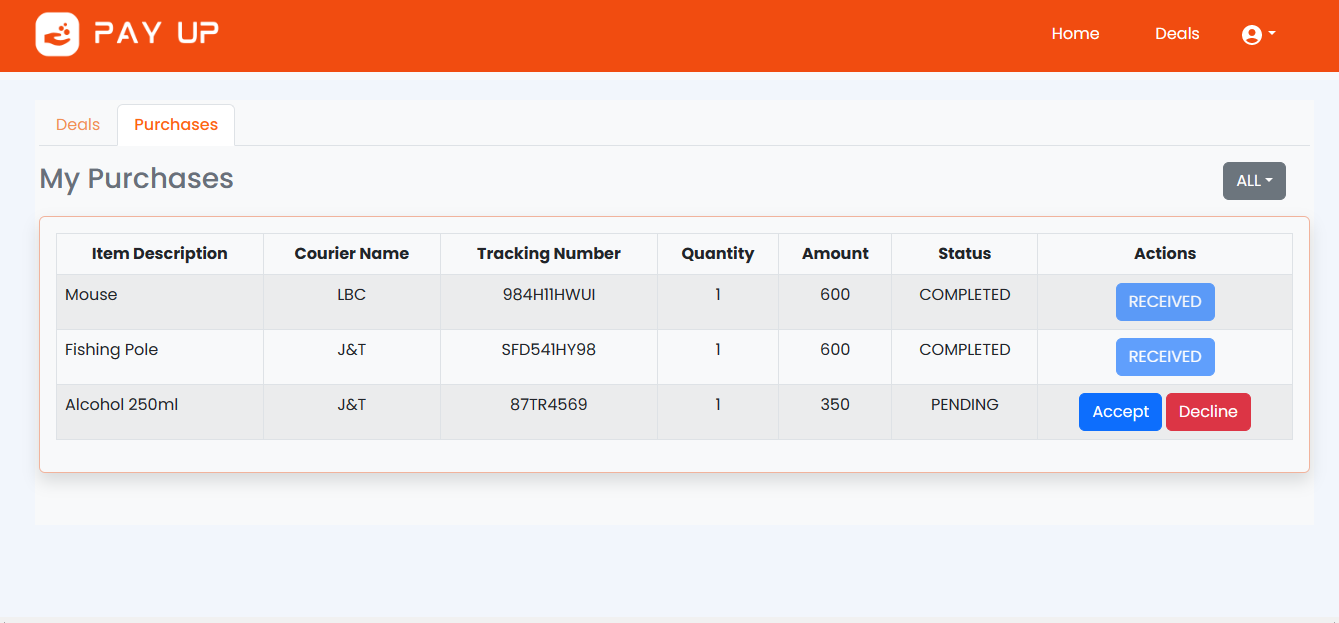 PAY UP
Home Deals
Deals Purchases
My Purchases
ALL
Item Description Courier Name Tracking Number Quantity Amount Status Actions
Mouse LBC 984H11HWUI 1 600 COMPLETED RECEIVED
Fishing Pole J&T SFD541HY98 1 600 COMPLETED RECEIVED
Alcohol 250ml J&T 87TR4569 1 350 PENDING Accept Decline